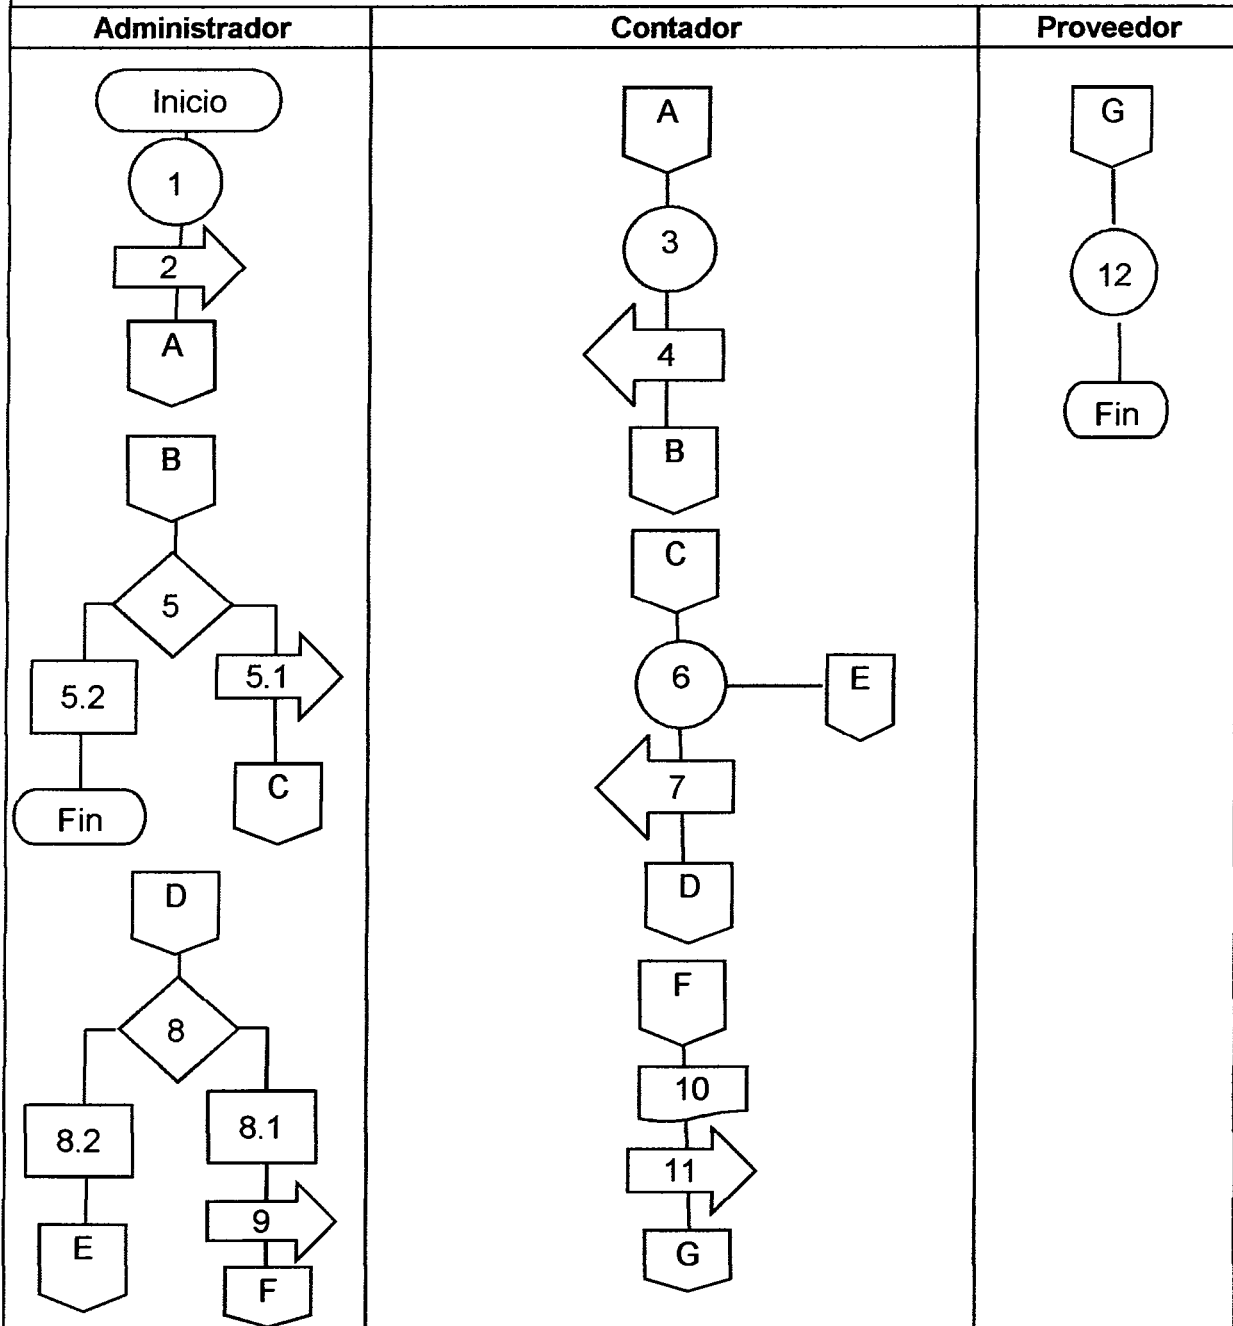 Administrador
Contador
Proveedor
Inicio
1
2
A
B
5
5.2
5.1
Fin
C
D
8
8.2
8.1
9
E
F
A
3
4
B
C
6
E
7
D
F
10
11
G
G
12
Fin